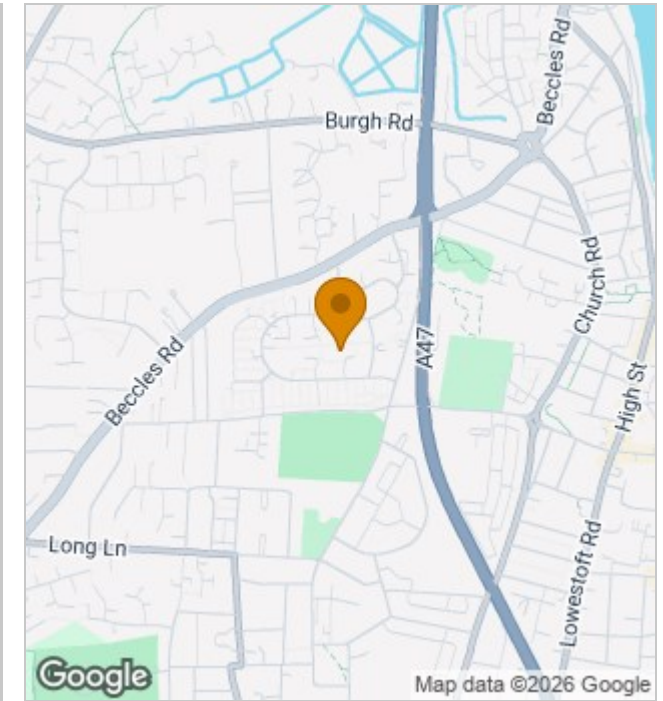 Beccles Rd
Burgh Rd
Church Rd
A47
Beccles Rd
High St
Long Ln
Lowestoft Rd
Google
Map data ©2026 Google